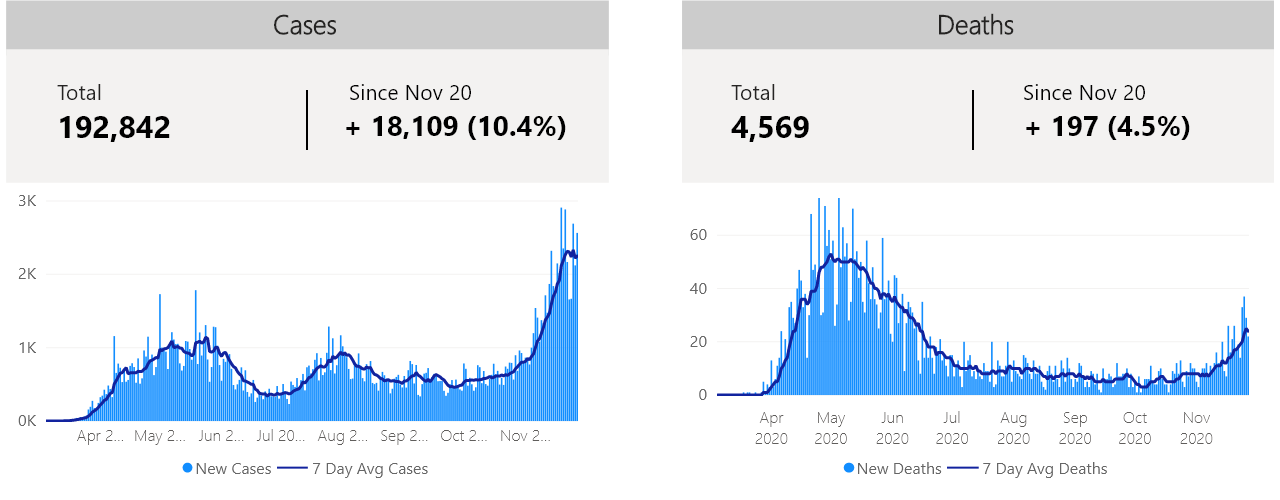 Cases
Total
192,842
Since Nov 20
+ 18,109 (10.4%)
3K
2K
1K
0K
Apr 2... May 2... Jun 2... Jul 20... Aug 2... Sep 2... Oct 2... Nov 2...
New Cases 7 Day Avg Cases
Deaths
Total
4,569
Since Nov 20
+ 197 (4.5%)
60
40
20
0
Apr May Jun Jul Aug Sep Oct Nov
2020 2020 2020 2020 2020 2020 2020 2020
New Deaths 7 Day Avg Deaths